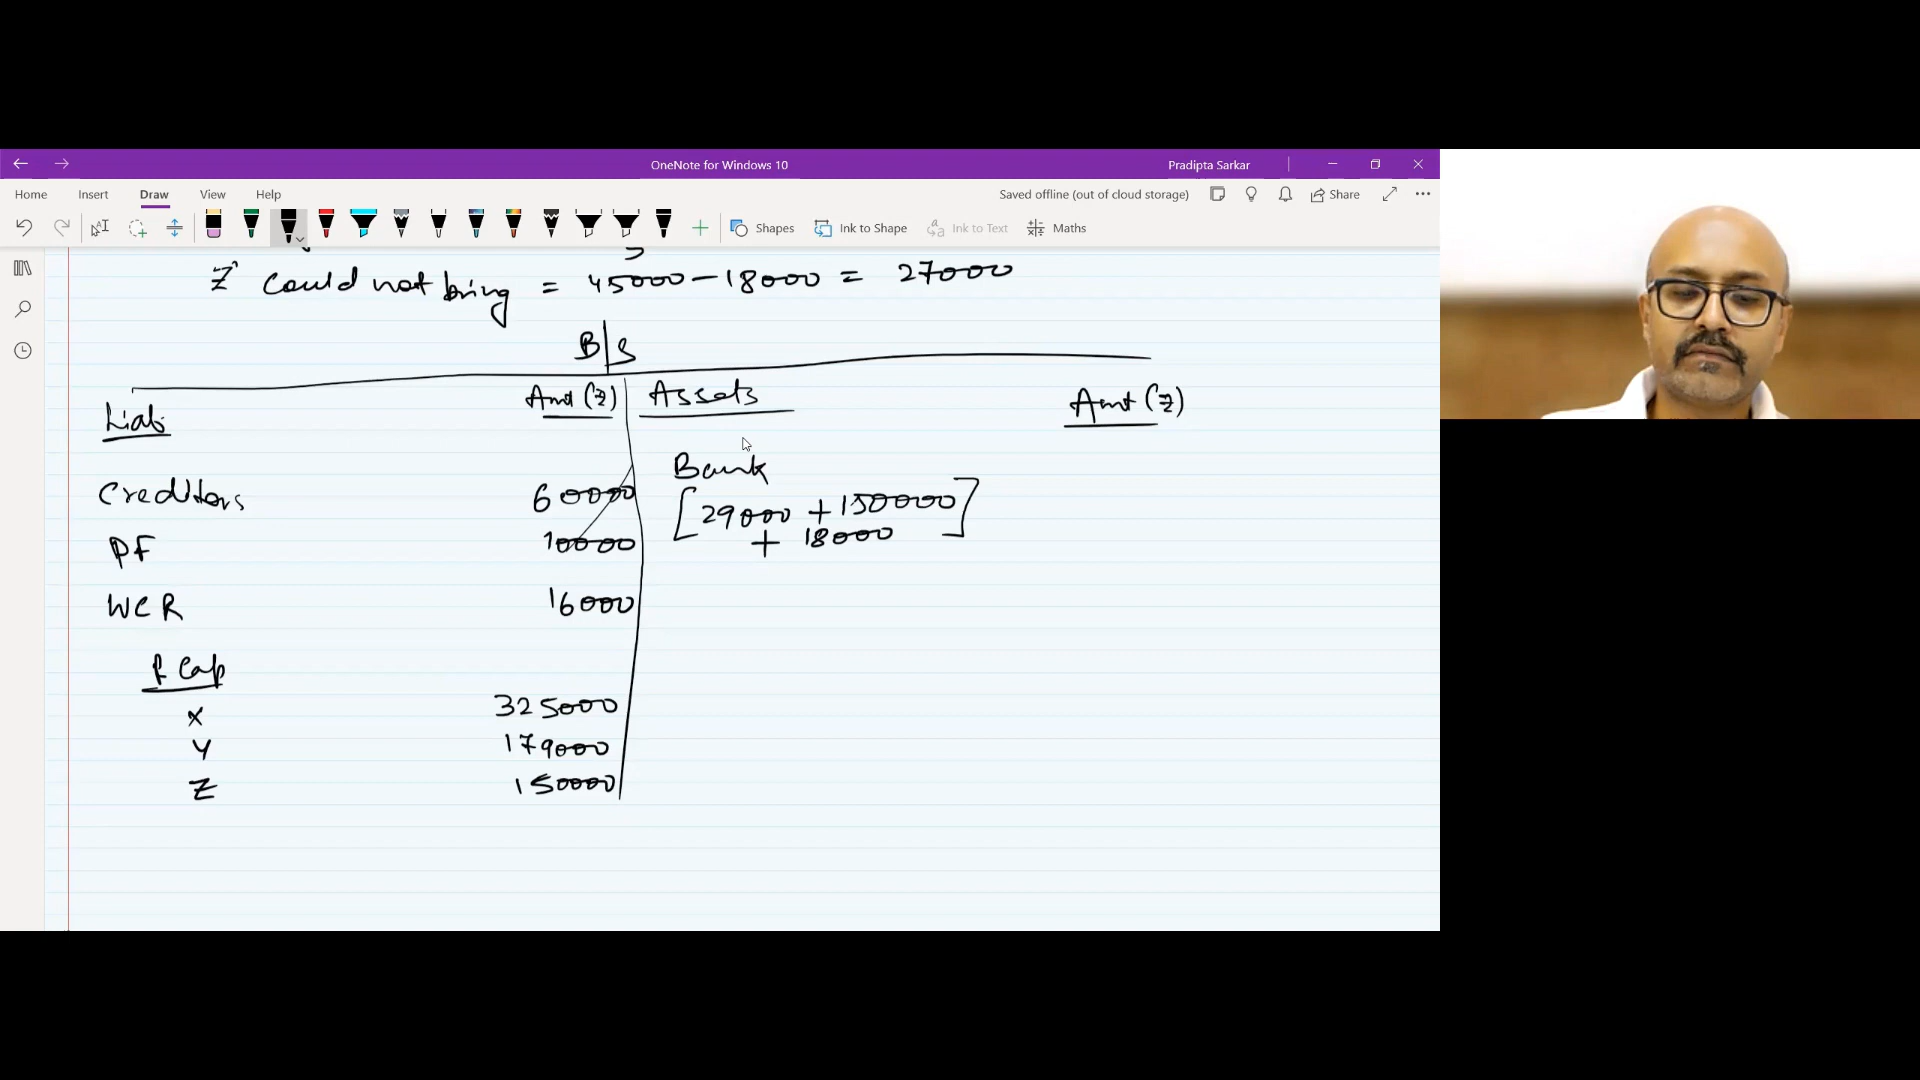 OneNote for Windows 10
Pradipta Sarkar
Home Insert Draw View Help
Saved offline (out of cloud storage)
Share
Shapes
Ink to Shape
Ink to Text
Maths
Z could not bring = 45000 - 18000 = 27000
B/S
Liab Amt (₹) Assets Amt (₹)
Creditors 60000
PF 10000
WCR 16000
P Cap
X 325000
Y 179000
Z 150000
Bank
[29000 + 150000
+ 18000]